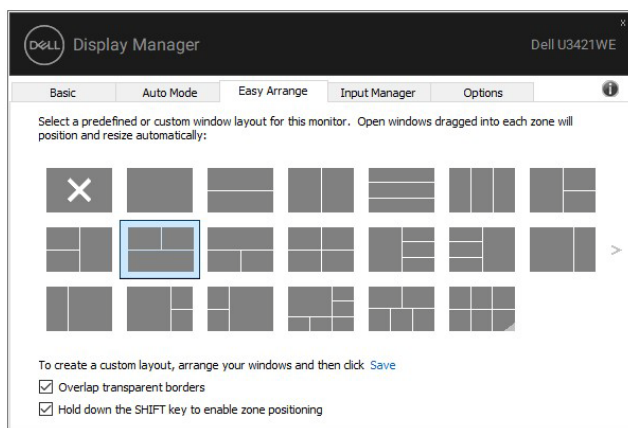 DELL Display Manager Dell U3421WE
x
Basic Auto Mode Easy Arrange Input Manager Options
Select a predefined or custom window layout for this monitor. Open windows dragged into each zone will
position and resize automatically:
>
To create a custom layout, arrange your windows and then click Save
Overlap transparent borders
Hold down the SHIFT key to enable zone positioning